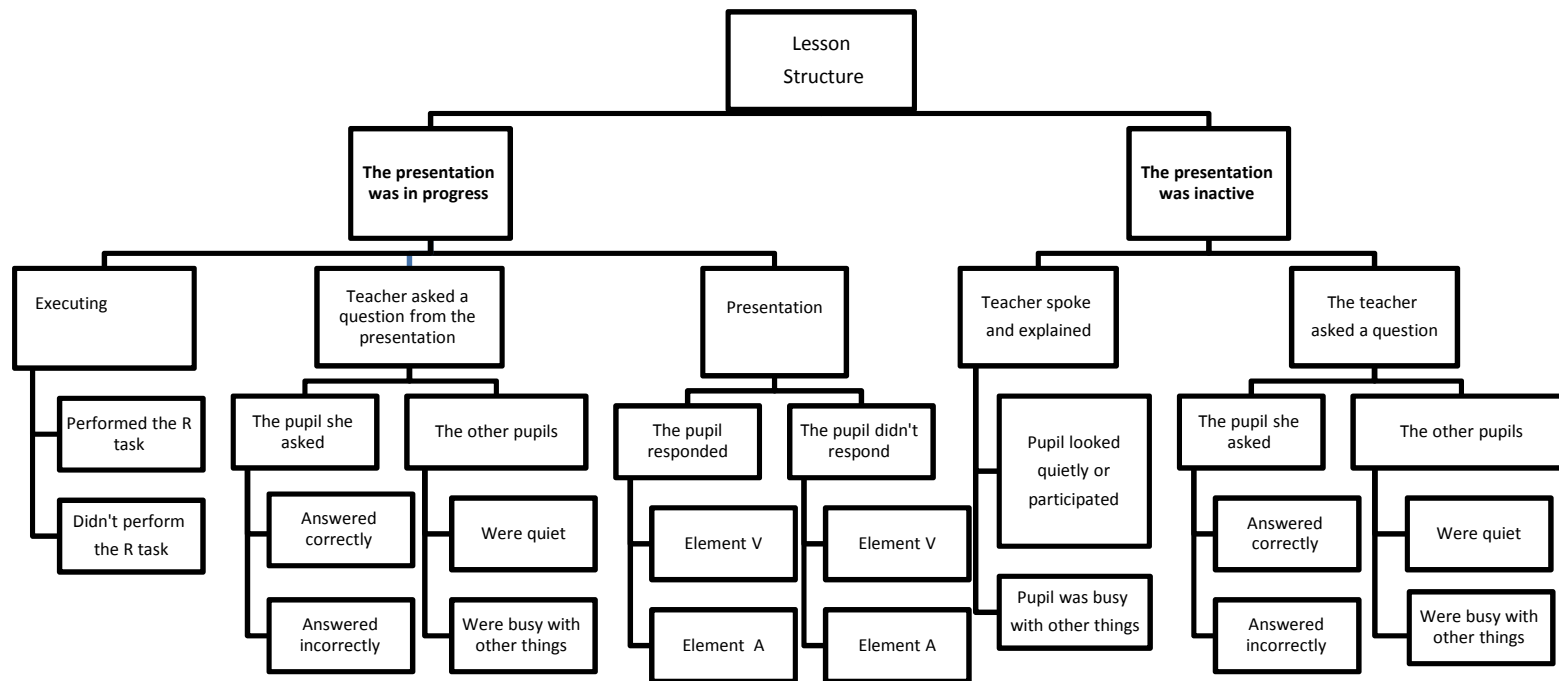 Lesson
Structure
The presentation
was in progress
The presentation
was inactive
Executing
Teacher asked a
question from the
presentation
Presentation
Teacher spoke
and explained
The teacher
asked a question
Performed the R
task
Didn't perform
the R task
The pupil she
asked
Answered
correctly
Answered
incorrectly
The other pupils
Were quiet
Were busy with
other things
The pupil
responded
Element V
Element A
The pupil didn't
respond
Element V
Element A
Pupil looked
quietly or
participated
Pupil was busy
with other things
The pupil she
asked
Answered
correctly
Answered
incorrectly
The other pupils
Were quiet
Were busy with
other things